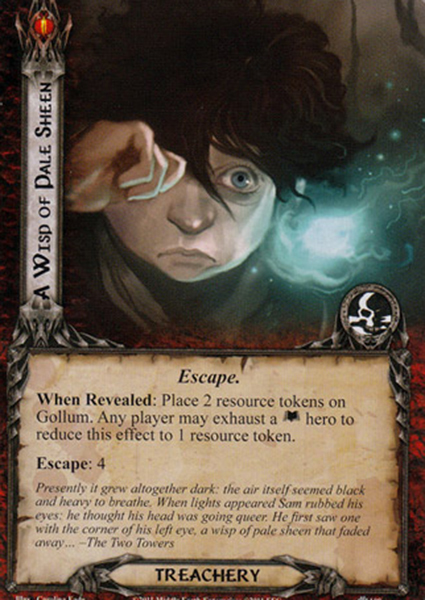 A Wisp of Pale Sheen
Escape.
When Revealed: Place 2 resource tokens on
Gollum. Any player may exhaust a hero to
reduce this effect to 1 resource token.
Escape: 4
Presently it grew altogether dark: the air itself seemed black
and heavy to breathe. When lights appeared Sam rubbed his
eyes: he thought his head was going queer. He first saw one
with the corner of his left eye, a wisp of pale sheen that faded
away... –The Two Towers
TREACHERY